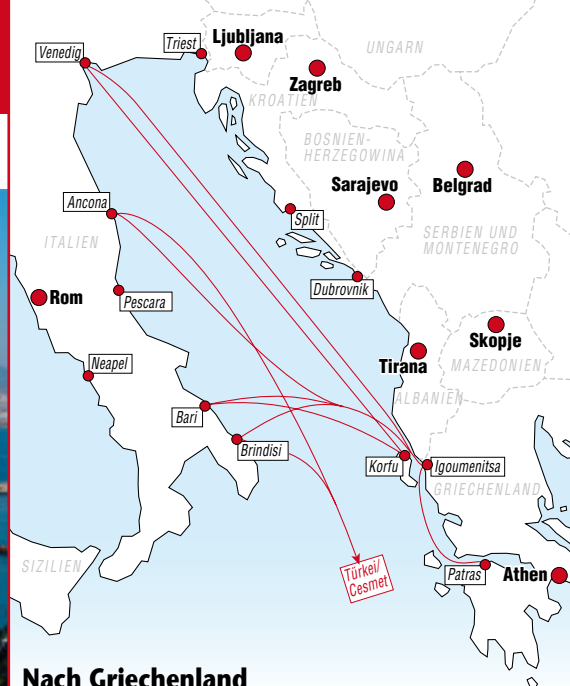 Ljubljana
Triest
Venedig
UNGARN
Zagreb
KROATIEN
BOSNIEN-
HERZEGOWINA
Sarajevo
Belgrad
Ancona
Split
SERBIEN UND
MONTENEGRO
ITALIEN
Dubrovnik
Rom
Pescara
Skopje
Tirana
MAZEDONIEN
Neapel
ALBANIEN
Bari
Brindisi
Korfu
Igoumenitsa
GRIECHENLAND
SIZILIEN
Türkei/
Cesmet
Patras
Athen
Nach Griechenland